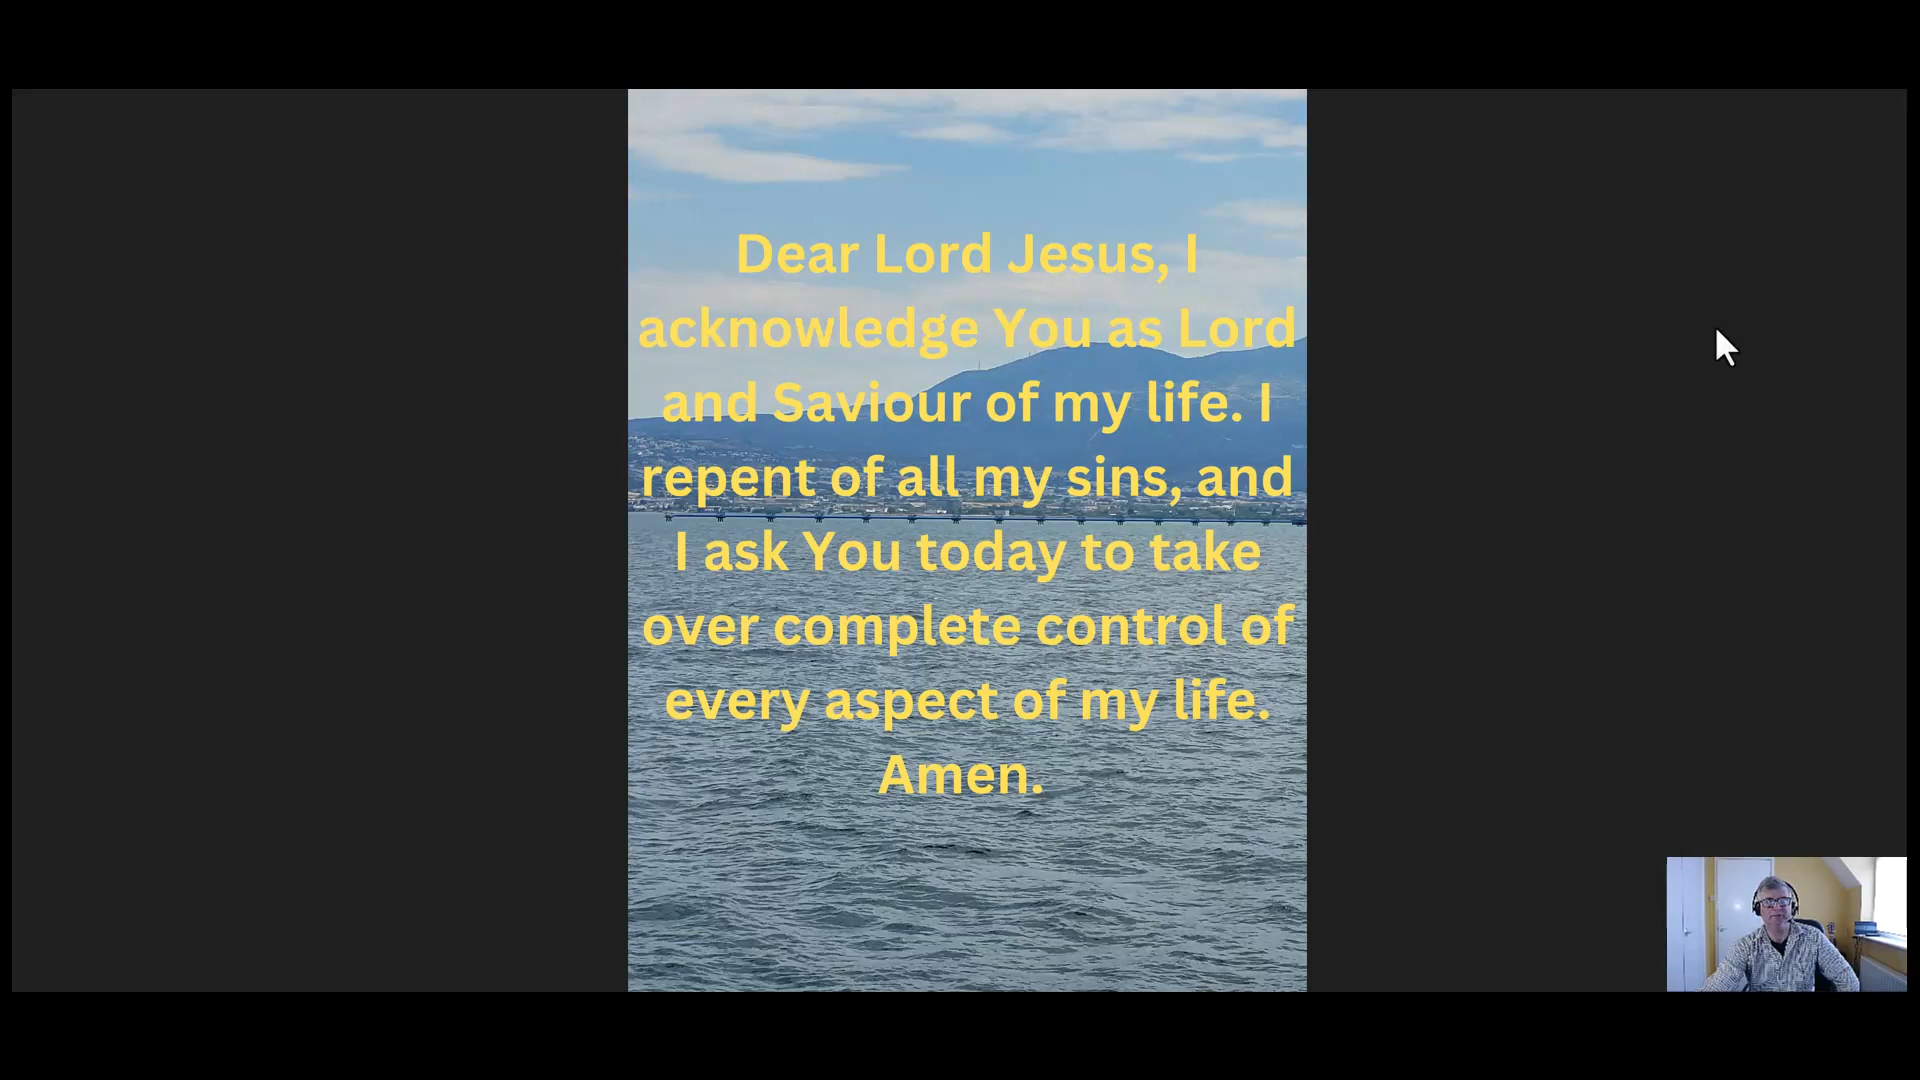 Dear Lord Jesus, I
acknowledge You as Lord
and Saviour of my life. I
repent of all my sins, and
I ask You today to take
over complete control of
every aspect of my life.
Amen.